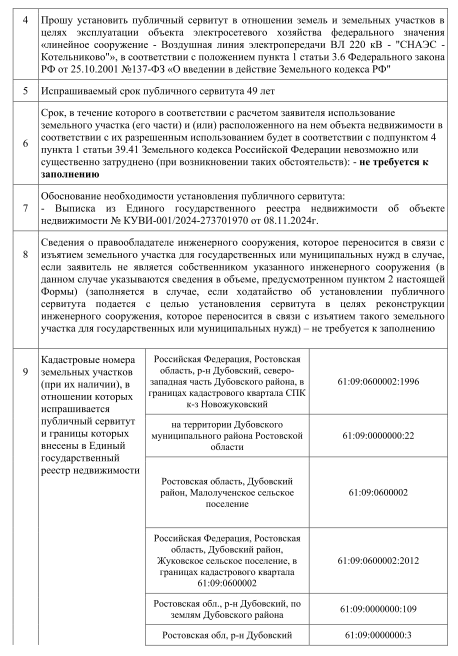 4
Прошу установить публичный сервитут в отношении земель и земельных участков в
целях эксплуатации объекта электросетевого хозяйства федерального значения
«линейное сооружение - Воздушная линия электропередачи ВЛ 220 кВ - "СНАЭС -
Котельниково"», в соответствии с положением пункта 1 статьи 3.6 Федерального закона
РФ от 25.10.2001 №137-ФЗ «О введении в действие Земельного кодекса РФ"
5
Испрашиваемый срок публичного сервитута 49 лет
6
Срок, в течение которого в соответствии с расчетом заявителя использование
земельного участка (его части) и (или) расположенного на нем объекта недвижимости в
соответствии с их разрешенным использованием будет в соответствии с подпунктом 4
пункта 1 статьи 39.41 Земельного кодекса Российской Федерации невозможно или
существенно затруднено (при возникновении таких обстоятельств): - не требуется к
заполнению
7
Обоснование необходимости установления публичного сервитута:
- Выписка из Единого государственного реестра недвижимости об объекте
недвижимости № КУВИ-001/2024-273701970 от 08.11.2024г.
8
Сведения о правообладателе инженерного сооружения, которое переносится в связи с
изъятием земельного участка для государственных или муниципальных нужд в случае,
если заявитель не является собственником указанного инженерного сооружения (в
данном случае указываются сведения в объеме, предусмотренном пунктом 2 настоящей
Формы) (заполняется в случае, если ходатайство об установлении публичного
сервитута подается с целью установления сервитута в целях реконструкции
инженерного сооружения, которое переносится в связи с изъятием такого земельного
участка для государственных или муниципальных нужд) – не требуется к заполнению
9
Кадастровые номера
земельных участков
(при их наличии), в
отношении которых
испрашивается
публичный сервитут
и границы которых
внесены в Единый
государственный
реестр недвижимости
Российская Федерация, Ростовская
область, р-н Дубовский, северо-
западная часть Дубовского района, в
границах кадастрового квартала СПК
к-з Новожуковский
61:09:0600002:1996
на территории Дубовского
муниципального района Ростовской
области
61:09:0000000:22
Ростовская область, Дубовский
район, Малолученское сельское
поселение
61:09:0600002
Российская Федерация, Ростовская
область, Дубовский район,
Жуковское сельское поселение, в
границах кадастрового квартала
61:09:0600002
61:09:0600002:2012
Ростовская обл., р-н Дубовский, по
землям Дубовского района
61:09:0000000:109
Ростовская обл, р-н Дубовский
61:09:0000000:3